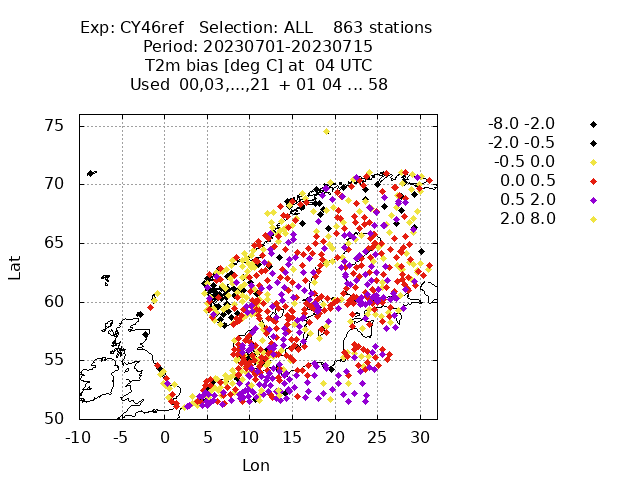 Exp: CY46ref   Selection: ALL    863 stations
Period: 20230701-20230715
T2m bias [deg C] at  04 UTC
Used  00,03,...,21  + 01 04 ... 58
-8.0 -2.0
-2.0 -0.5
-0.5 0.0
0.0 0.5
0.5 2.0
2.0 8.0
75
70
65
60
55
50
Lat
-10 -5 0 5 10 15 20 25 30
Lon